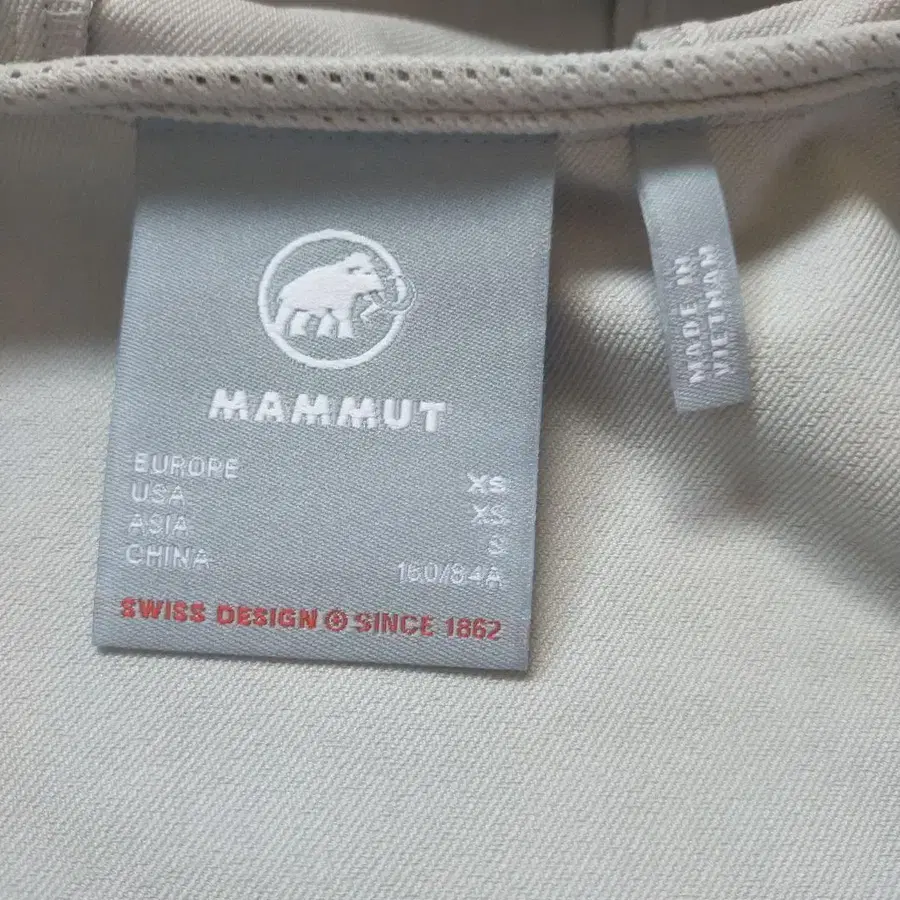 MAMMUT
EUROPE XS
USA XS
ASIA S
CHINA 160/84A
SWISS DESIGN SINCE 1862
MADE IN
VIETNAM